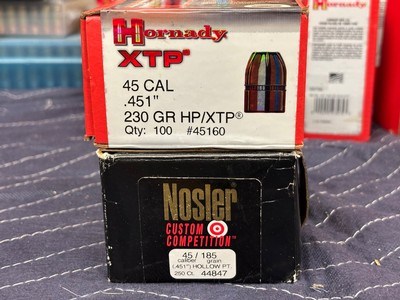 Hornady
XTP®
45 CAL
.451"
230 GR HP/XTP®
Qty: 100 #45160
Nosler
CUSTOM
COMPETITION™
45 / 185
caliber grain
(.451") HOLLOW PT.
250 Ct. 44847